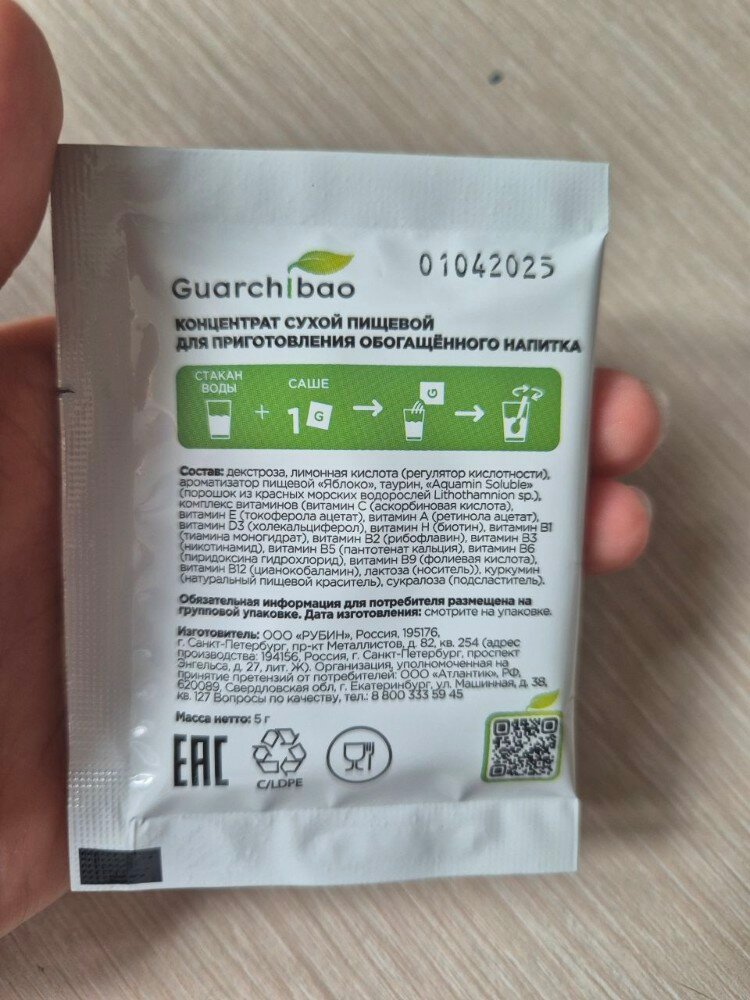 Guarchibao
01042025
КОНЦЕНТРАТ СУХОЙ ПИЩЕВОЙ
ДЛЯ ПРИГОТОВЛЕНИЯ ОБОГАЩЁННОГО НАПИТКА
СТАКАН
ВОДЫ
+
САШЕ
1 G
G
Состав: декстроза, лимонная кислота (регулятор кислотности),
ароматизатор пищевой «Яблоко», таурин, «Aquamin Soluble»
(порошок из красных морских водорослей Lithothamnion sp.),
комплекс витаминов (витамин С (аскорбиновая кислота),
витамин Е (токоферола ацетат), витамин А (ретинола ацетат),
витамин D3 (холекальциферол), витамин Н (биотин), витамин В1
(тиамина моногидрат), витамин В2 (рибофлавин), витамин В3
(никотинамид), витамин В5 (пантотенат кальция), витамин В6
(пиридоксина гидрохлорид), витамин В9 (фолиевая кислота),
витамин В12 (цианокобаламин), лактоза (носитель)), куркумин
(натуральный пищевой краситель), сукралоза (подсластитель).
Обязательная информация для потребителя размещена на
групповой упаковке. Дата изготовления: смотрите на упаковке.
Изготовитель: ООО «РУБИН», Россия, 195176,
г. Санкт-Петербург, пр-кт Металлистов, д. 82, кв. 254 (адрес
производства: 194156, Россия, г. Санкт-Петербург, проспект
Энгельса, д. 27, лит. Ж). Организация, уполномоченная на
принятие претензий от потребителей: ООО «Атлантик», РФ,
620089, Свердловская обл, г. Екатеринбург, ул. Машинная, д. 38,
кв. 127 Вопросы по качеству, тел.: 8 800 333 59 45
Масса нетто: 5 г
EAC
C/LDPE